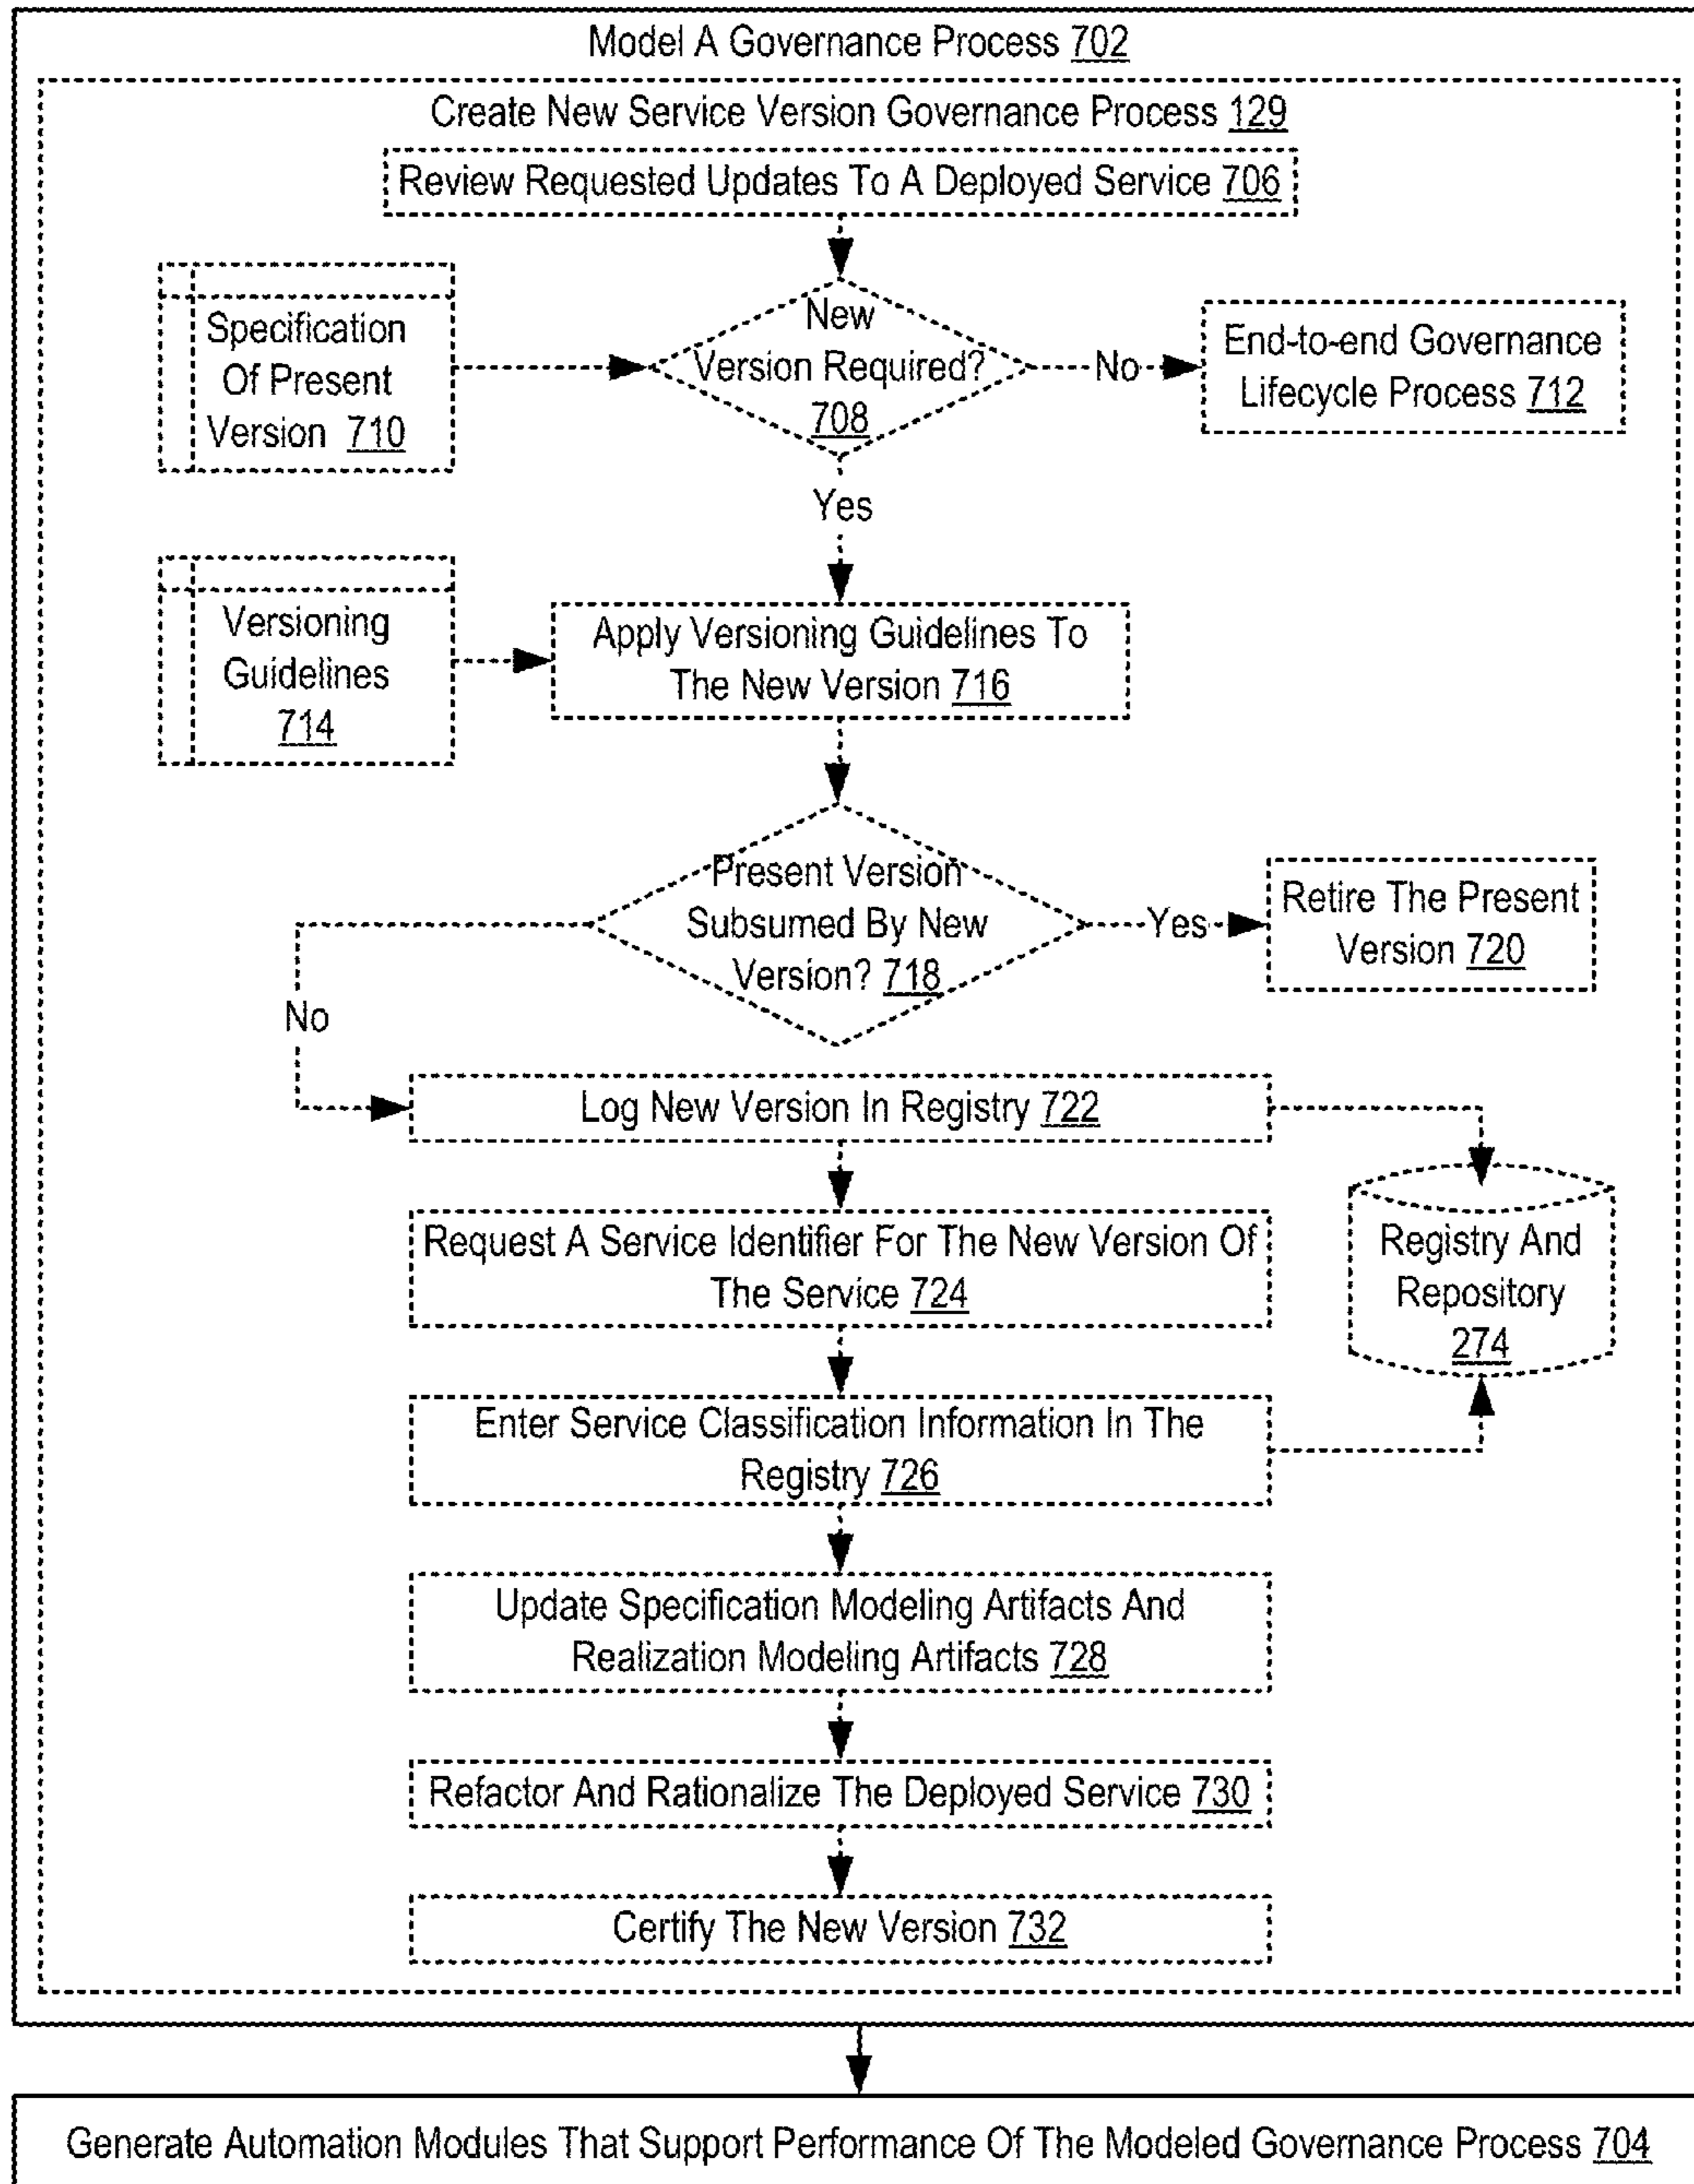 Model A Governance Process 702
Create New Service Version Governance Process 129
Review Requested Updates To A Deployed Service 706
Specification
Of Present
Version 710
New
Version Required?
708
No
End-to-end Governance
Lifecycle Process 712
Yes
Versioning
Guidelines
714
Apply Versioning Guidelines To
The New Version 716
Present Version
Subsumed By New
Version? 718
Yes
Retire The Present
Version 720
No
Log New Version In Registry 722
Request A Service Identifier For The New Version Of
The Service 724
Registry And
Repository
274
Enter Service Classification Information In The
Registry 726
Update Specification Modeling Artifacts And
Realization Modeling Artifacts 728
Refactor And Rationalize The Deployed Service 730
Certify The New Version 732
Generate Automation Modules That Support Performance Of The Modeled Governance Process 704